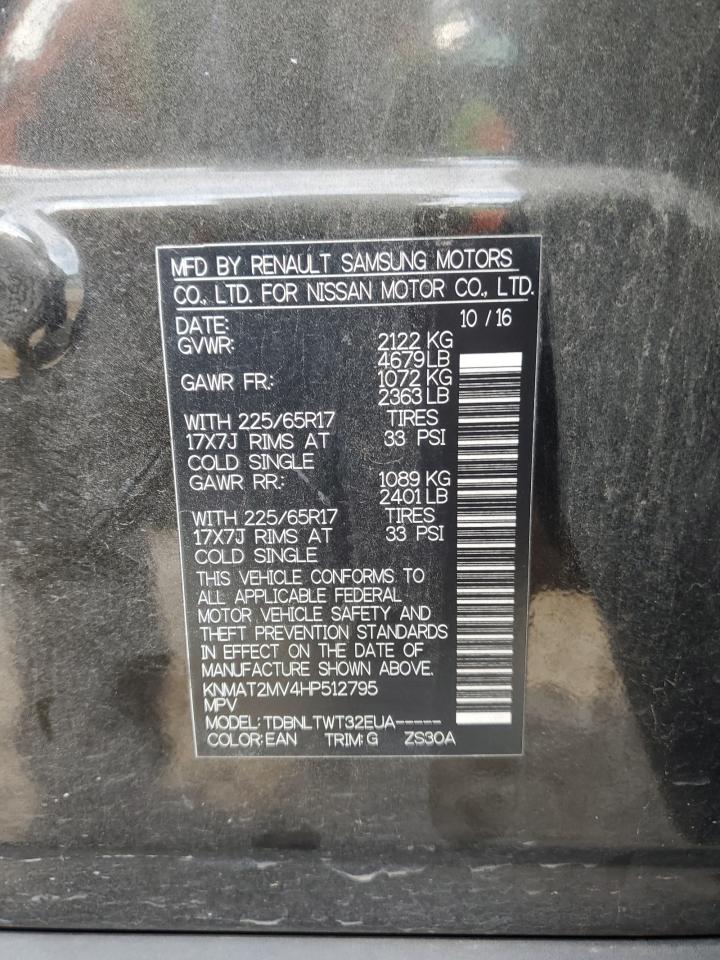 MFD BY RENAULT SAMSUNG MOTORS
CO., LTD. FOR NISSAN MOTOR CO., LTD.
DATE: 10 / 16
GVWR: 2122 KG
4679 LB
GAWR FR: 1072 KG
2363 LB
WITH 225/65R17 TIRES
17X7J RIMS AT 33 PSI
COLD SINGLE
GAWR RR: 1089 KG
2401 LB
WITH 225/65R17 TIRES
17X7J RIMS AT 33 PSI
COLD SINGLE
THIS VEHICLE CONFORMS TO
ALL APPLICABLE FEDERAL
MOTOR VEHICLE SAFETY AND
THEFT PREVENTION STANDARDS
IN EFFECT ON THE DATE OF
MANUFACTURE SHOWN ABOVE.
KNMAT2MV4HP512795
MPV
MODEL: TDBNLTWT32EUA-----
COLOR: EAN TRIM: G ZS30A